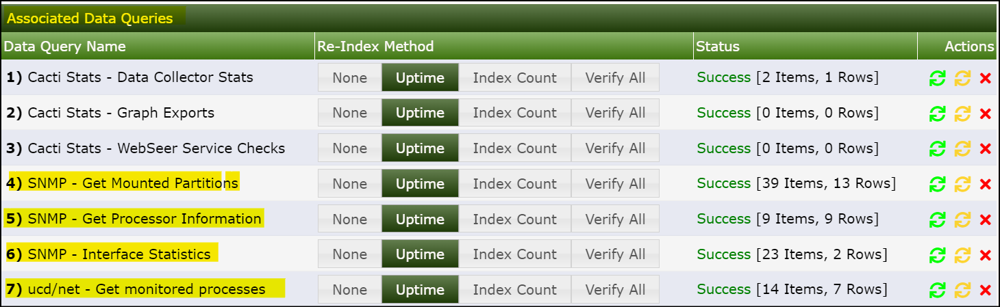 Associated Data Queries
Data Query Name Re-Index Method Status Actions
1) Cacti Stats - Data Collector Stats None Uptime Index Count Verify All Success [2 Items, 1 Rows]
2) Cacti Stats - Graph Exports None Uptime Index Count Verify All Success [0 Items, 0 Rows]
3) Cacti Stats - WebSeer Service Checks None Uptime Index Count Verify All Success [0 Items, 0 Rows]
4) SNMP - Get Mounted Partitions None Uptime Index Count Verify All Success [39 Items, 13 Rows]
5) SNMP - Get Processor Information None Uptime Index Count Verify All Success [9 Items, 9 Rows]
6) SNMP - Interface Statistics None Uptime Index Count Verify All Success [23 Items, 2 Rows]
7) ucd/net - Get monitored processes None Uptime Index Count Verify All Success [14 Items, 7 Rows]